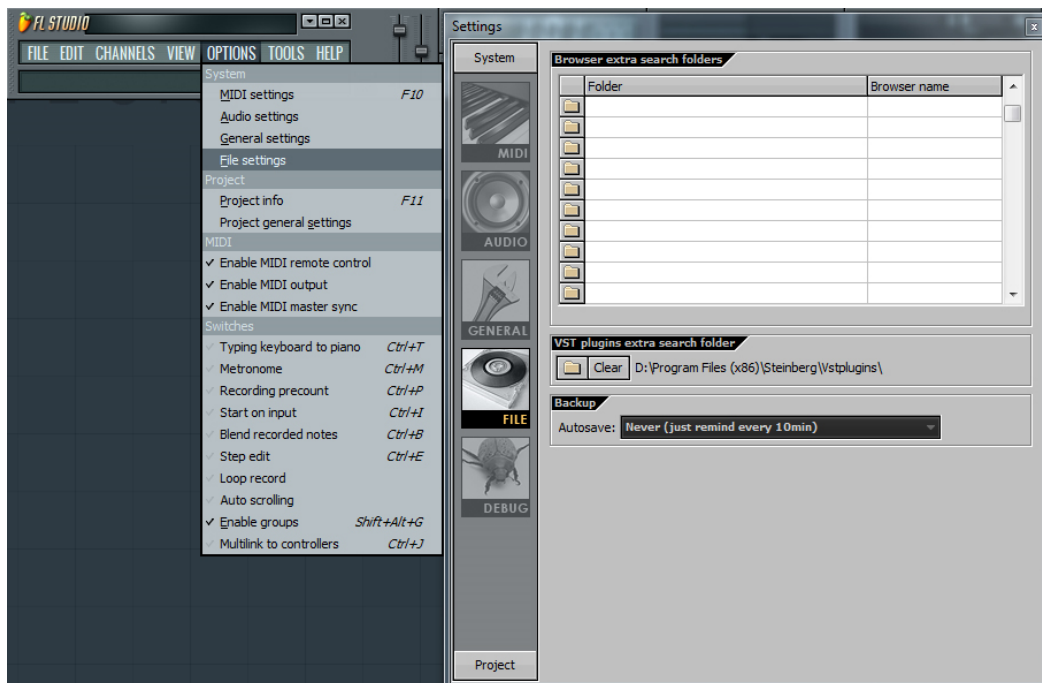 FL STUDIO
FILE EDIT CHANNELS VIEW OPTIONS TOOLS HELP
System
MIDI settings F10
Audio settings
General settings
File settings
Project
Project info F11
Project general settings
MIDI
Enable MIDI remote control
Enable MIDI output
Enable MIDI master sync
Switches
Typing keyboard to piano Ctrl+T
Metronome Ctrl+M
Recording precount Ctrl+P
Start on input Ctrl+I
Blend recorded notes Ctrl+B
Step edit Ctrl+E
Loop record
Auto scrolling
Enable groups Shift+Alt+G
Multilink to controllers Ctrl+J
Settings
System
MIDI
AUDIO
GENERAL
FILE
DEBUG
Project
Browser extra search folders
Folder Browser name
VST plugins extra search folder
Clear D:\Program Files (x86)\Steinberg\Vstplugins\
Backup
Autosave: Never (just remind every 10min)